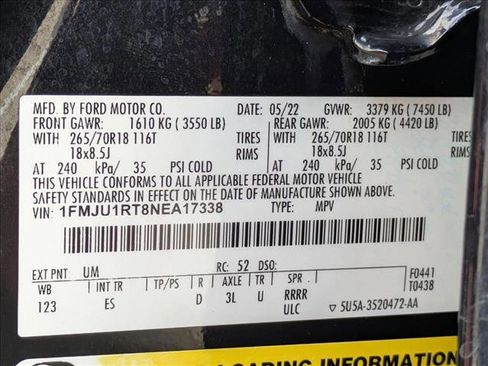 MFD. BY FORD MOTOR CO. DATE: 05/22 GVWR: 3379 KG ( 7450 LB)
FRONT GAWR: 1610 KG ( 3550 LB) REAR GAWR: 2005 KG ( 4420 LB)
WITH 265/70R18 116T TIRES WITH 265/70R18 116T TIRES
18x8.5J RIMS 18x8.5J RIMS
AT 240 kPa/ 35 PSI COLD AT 240 kPa/ 35 PSI COLD
THIS VEHICLE CONFORMS TO ALL APPLICABLE FEDERAL MOTOR VEHICLE
SAFETY STANDARDS IN EFFECT ON THE DATE OF MANUFACTURE SHOWN ABOVE.
VIN: 1FMJU1RT8NEA17338 TYPE: MPV
EXT PNT UM RC: 52 DSO: F0441
WB INT TR TP/PS R AXLE TR SPR T0438
123 ES D 3L U RRRR
ULC ▽ 5U5A-3520472-AA
LOADING INFORMATION